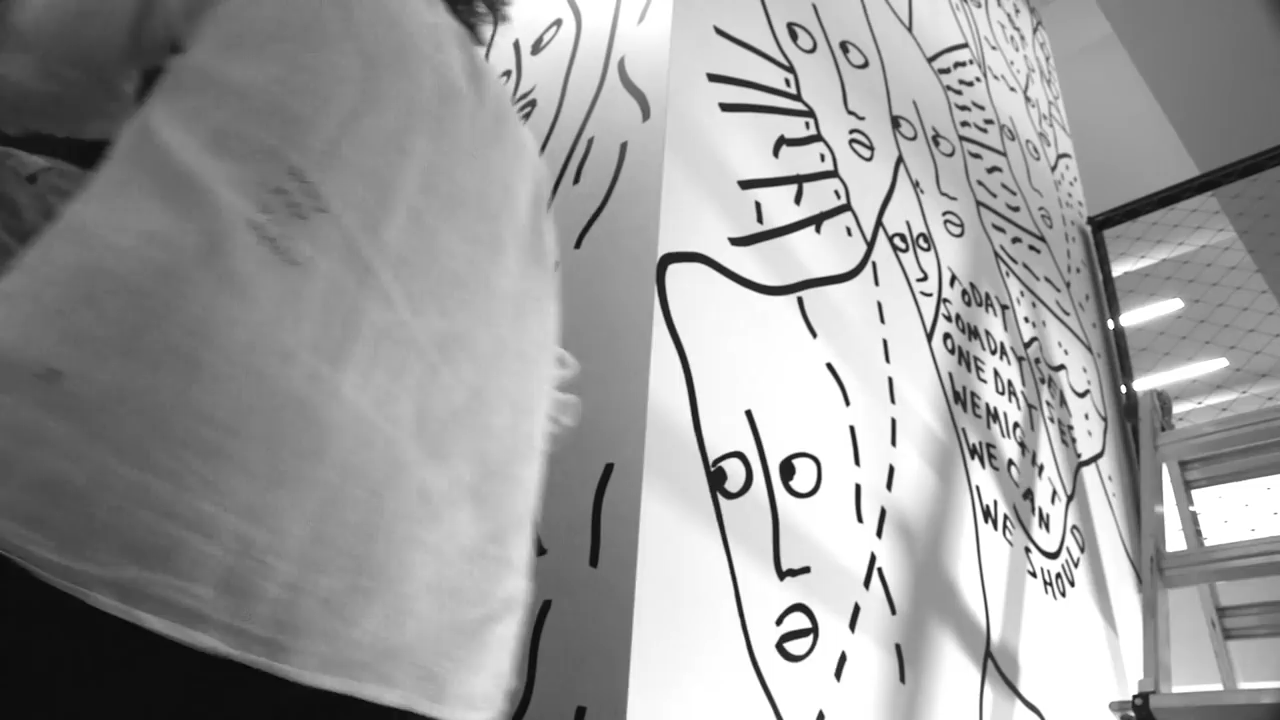 TODAY
SOMDAY
ONE DAY
WE MIGHT
WE CAN
WE SHOULD